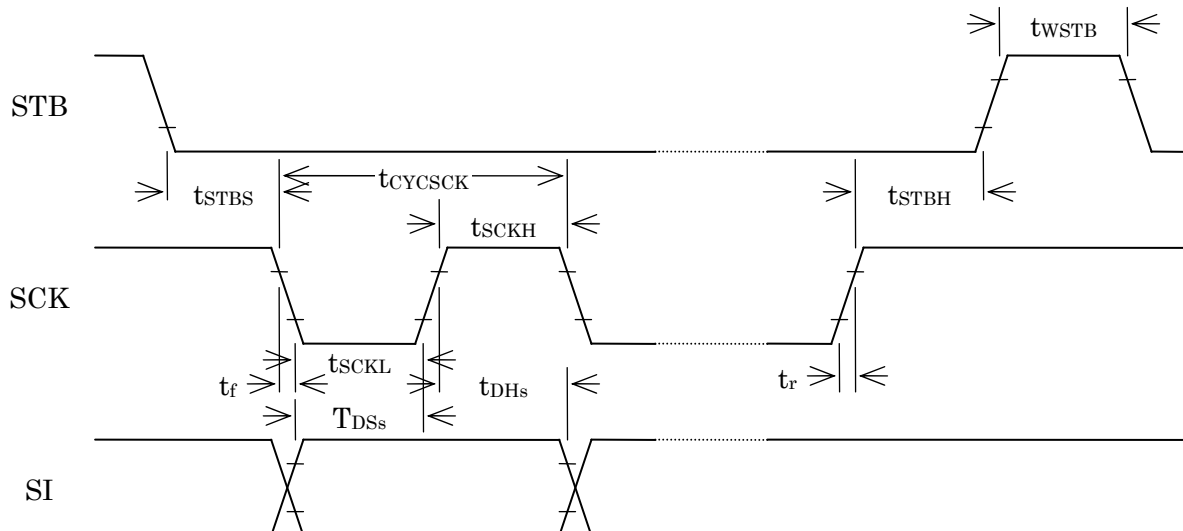 tWSTB
STB
tCYCSCK
tSTBS
tSTBH
tSCKH
SCK
tSCKL
tf
tDHs
tr
TDSs
SI